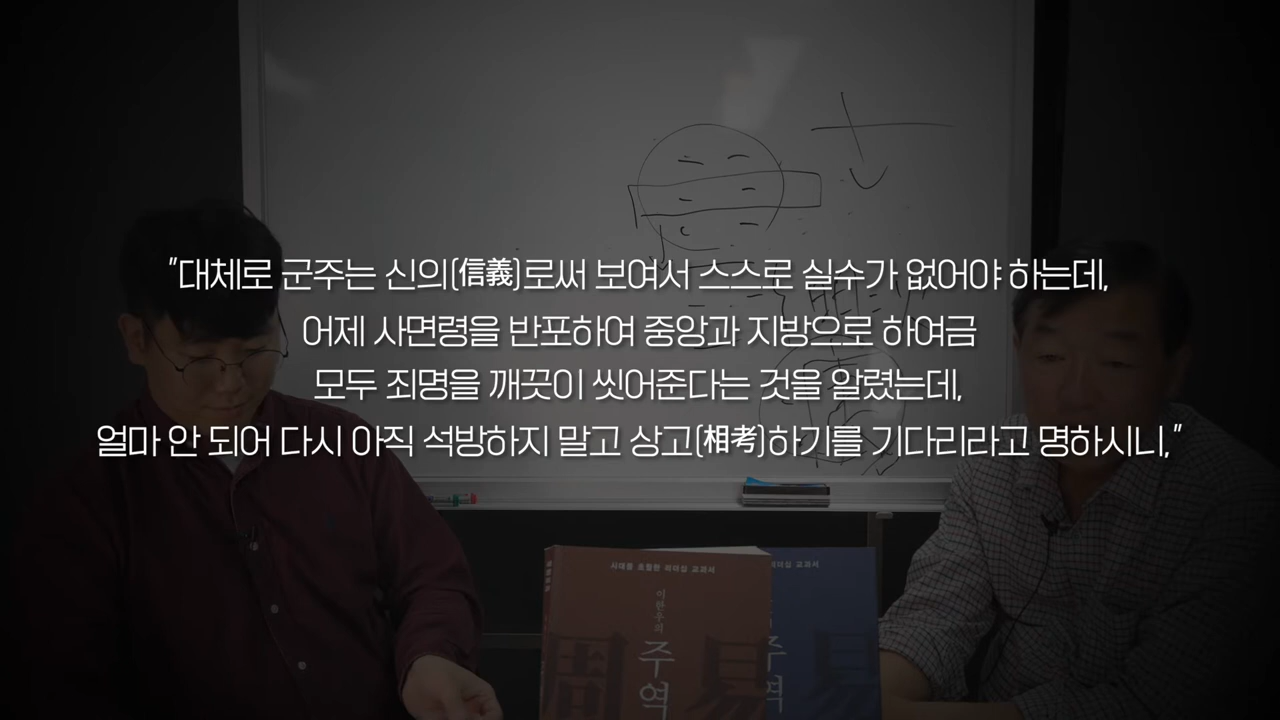 "대체로 군주는 신의(信義)로써 보여서 스스로 실수가 없어야 하는데,
어제 사면령을 반포하여 중앙과 지방으로 하여금
모두 죄명을 깨끗이 씻어준다는 것을 알렸는데,
얼마 안 되어 다시 아직 석방하지 말고 상고(相考)하기를 기다리라고 명하시니,"
시대를 초월한 리더십 교과서
이한우의
주역
周易